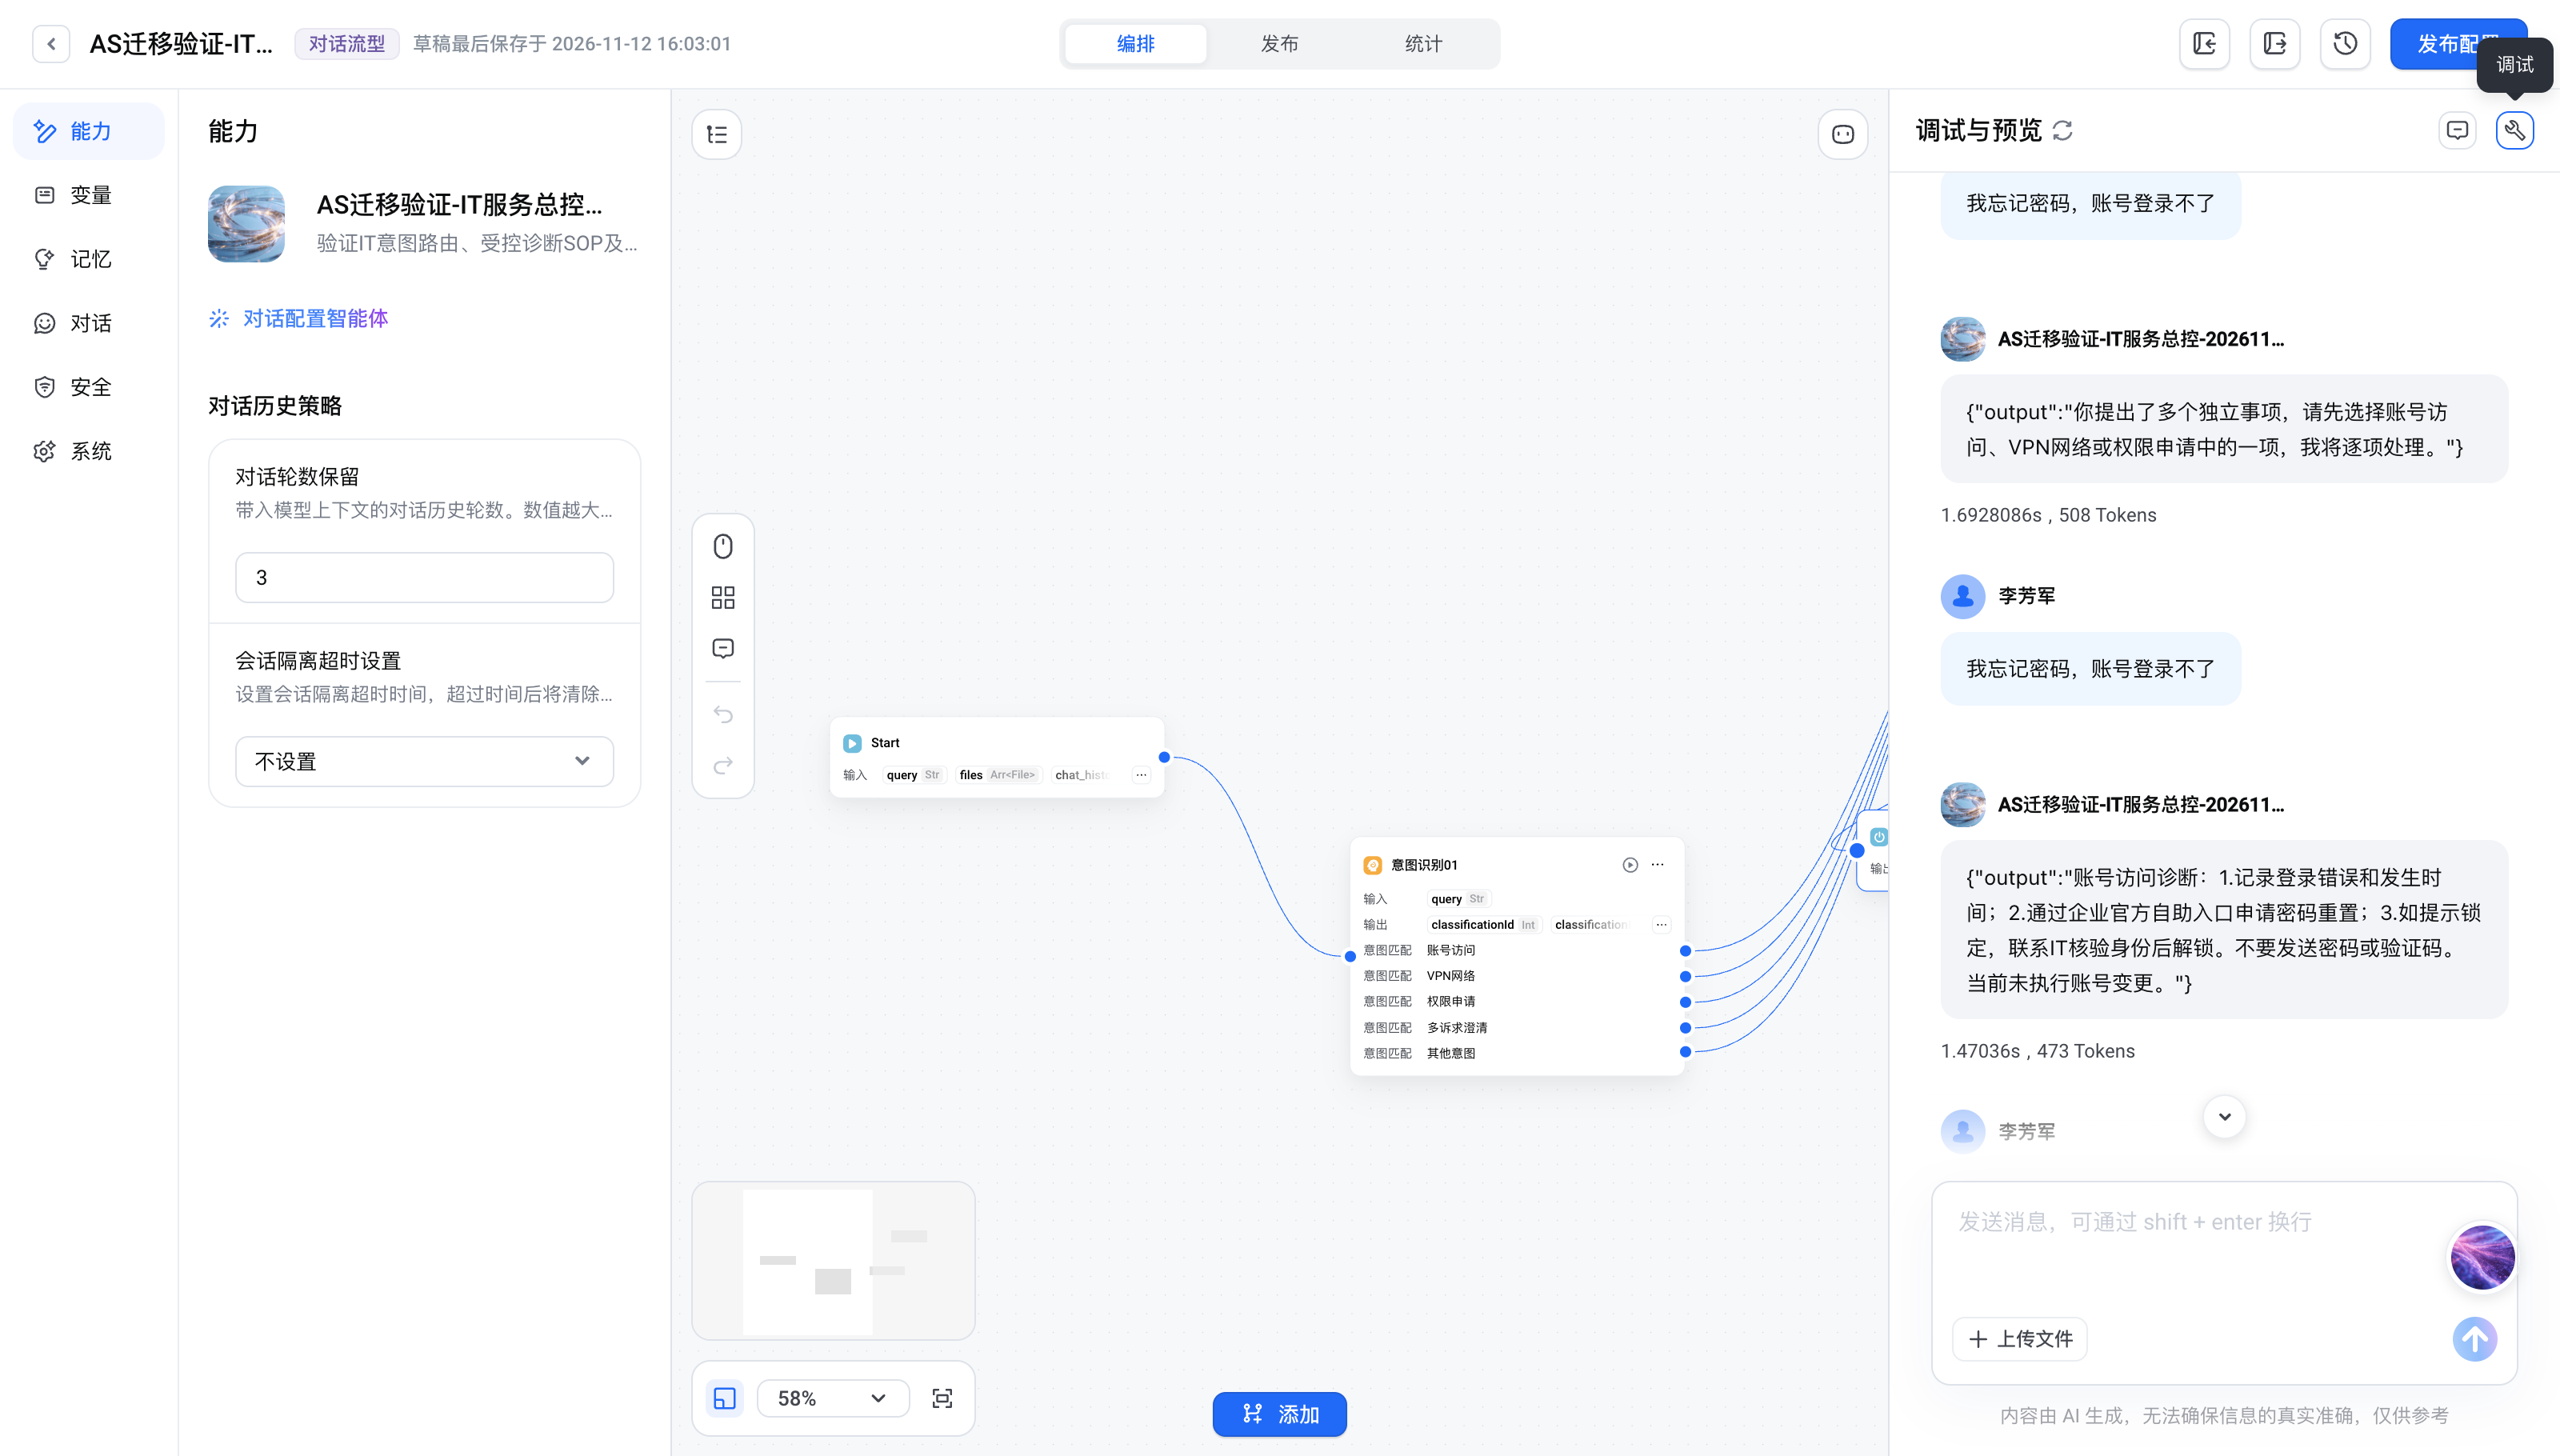 AS迁移验证-IT...
对话流型
草稿最后保存于 2026-11-12 16:03:01
编排
发布
统计
发布配
调试
能力
变量
记忆
对话
安全
系统
能力
AS迁移验证-IT服务总控...
验证IT意图路由、受控诊断SOP及...
对话配置智能体
对话历史策略
对话轮数保留
带入模型上下文的对话历史轮数。数值越大...
3
会话隔离超时设置
设置会话隔离超时时间，超过时间后将清除...
不设置
Start
输入 query Str files Arr<File> chat_hist
意图识别01
输入 query Str
输出 classificationId Int classification
意图匹配 账号访问
意图匹配 VPN网络
意图匹配 权限申请
意图匹配 多诉求澄清
意图匹配 其他意图
输出
58%
添加
调试与预览
我忘记密码，账号登录不了
AS迁移验证-IT服务总控-202611...
{"output":"你提出了多个独立事项，请先选择账号访
问、VPN网络或权限申请中的一项，我将逐项处理。"}
1.6928086s , 508 Tokens
李芳军
我忘记密码，账号登录不了
AS迁移验证-IT服务总控-202611...
{"output":"账号访问诊断：1.记录登录错误和发生时
间；2.通过企业官方自助入口申请密码重置；3.如提示锁
定，联系IT核验身份后解锁。不要发送密码或验证码。
当前未执行账号变更。"}
1.47036s , 473 Tokens
李芳军
发送消息，可通过 shift + enter 换行
上传文件
内容由 AI 生成，无法确保信息的真实准确，仅供参考